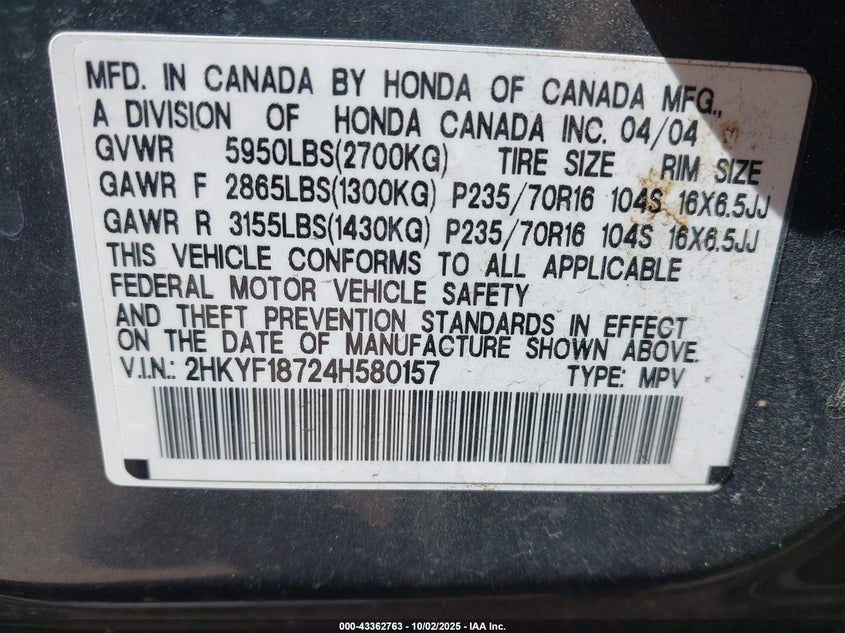 MFD. IN CANADA BY HONDA OF CANADA MFG.,
A DIVISION OF HONDA CANADA INC. 04/04
GVWR 5950LBS(2700KG) TIRE SIZE RIM SIZE
GAWR F 2865LBS(1300KG) P235/70R16 104S 16X6.5JJ
GAWR R 3155LBS(1430KG) P235/70R16 104S 16X6.5JJ
THIS VEHICLE CONFORMS TO ALL APPLICABLE
FEDERAL MOTOR VEHICLE SAFETY
AND THEFT PREVENTION STANDARDS IN EFFECT
ON THE DATE OF MANUFACTURE SHOWN ABOVE.
V.I.N.: 2HKYF18724H580157 TYPE: MPV
000-43362763 | 10/02/2025 - IAA Inc.